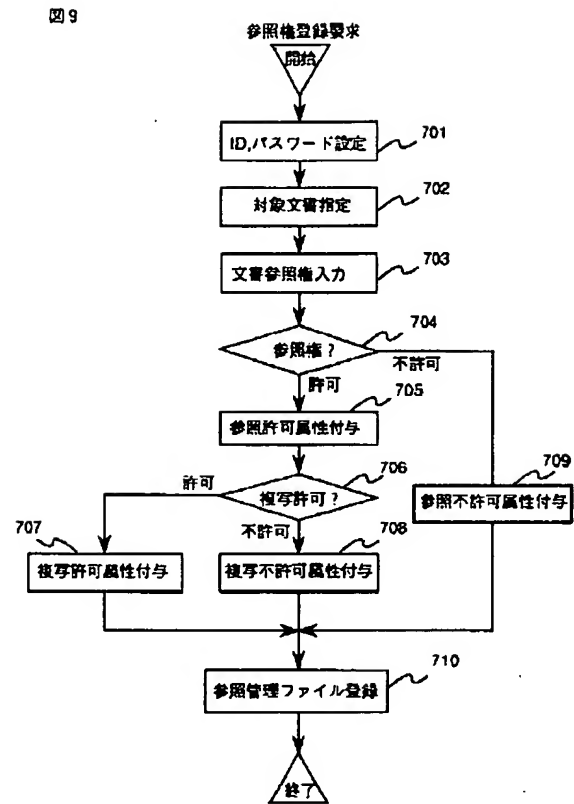 図9
参照権登録要求
開始
ID,パスワード設定
701
対象文書指定
702
文書参照権入力
703
704
参照権?
不許可
許可
705
参照許可属性付与
706
許可
複写許可?
709
参照不許可属性付与
不許可
707
708
複写許可属性付与
複写不許可属性付与
710
参照管理ファイル登録
終了